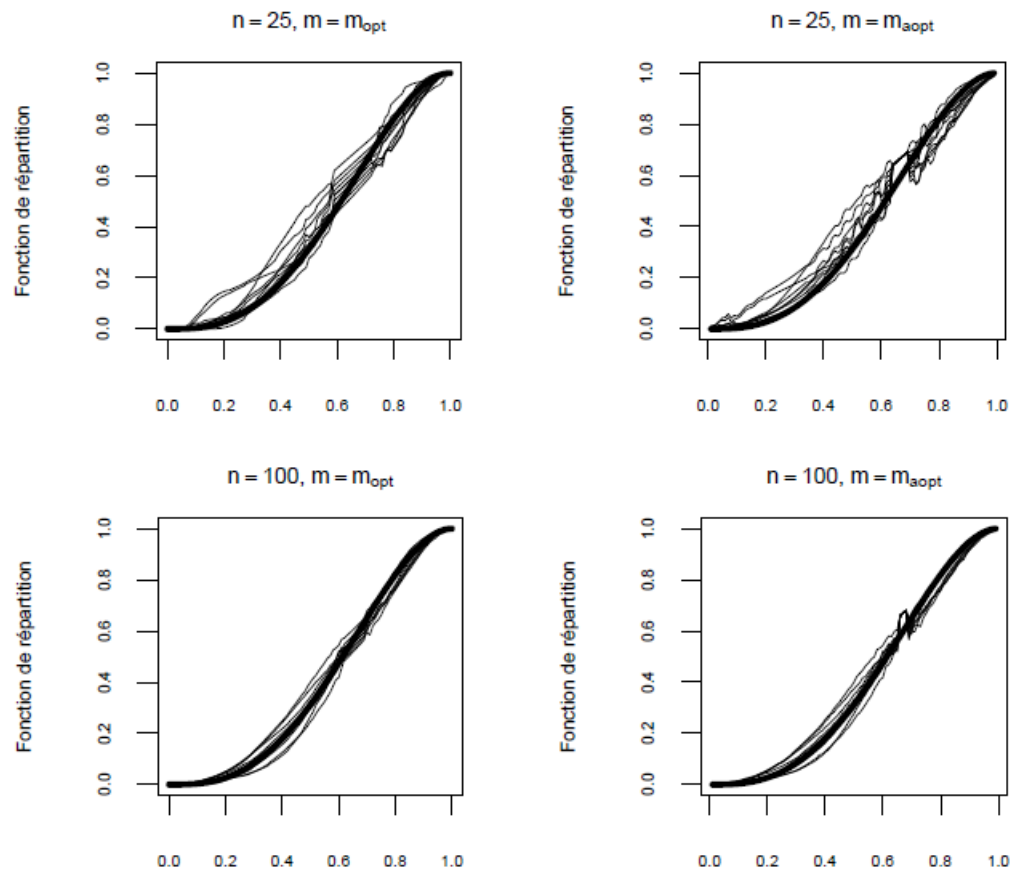 n = 25, m = m_opt
Fonction de répartition
1.0
0.8
0.6
0.4
0.2
0.0
0.0 0.2 0.4 0.6 0.8 1.0
n = 25, m = m_aopt
Fonction de répartition
1.0
0.8
0.6
0.4
0.2
0.0
0.0 0.2 0.4 0.6 0.8 1.0
n = 100, m = m_opt
Fonction de répartition
1.0
0.8
0.6
0.4
0.2
0.0
0.0 0.2 0.4 0.6 0.8 1.0
n = 100, m = m_aopt
Fonction de répartition
1.0
0.8
0.6
0.4
0.2
0.0
0.0 0.2 0.4 0.6 0.8 1.0